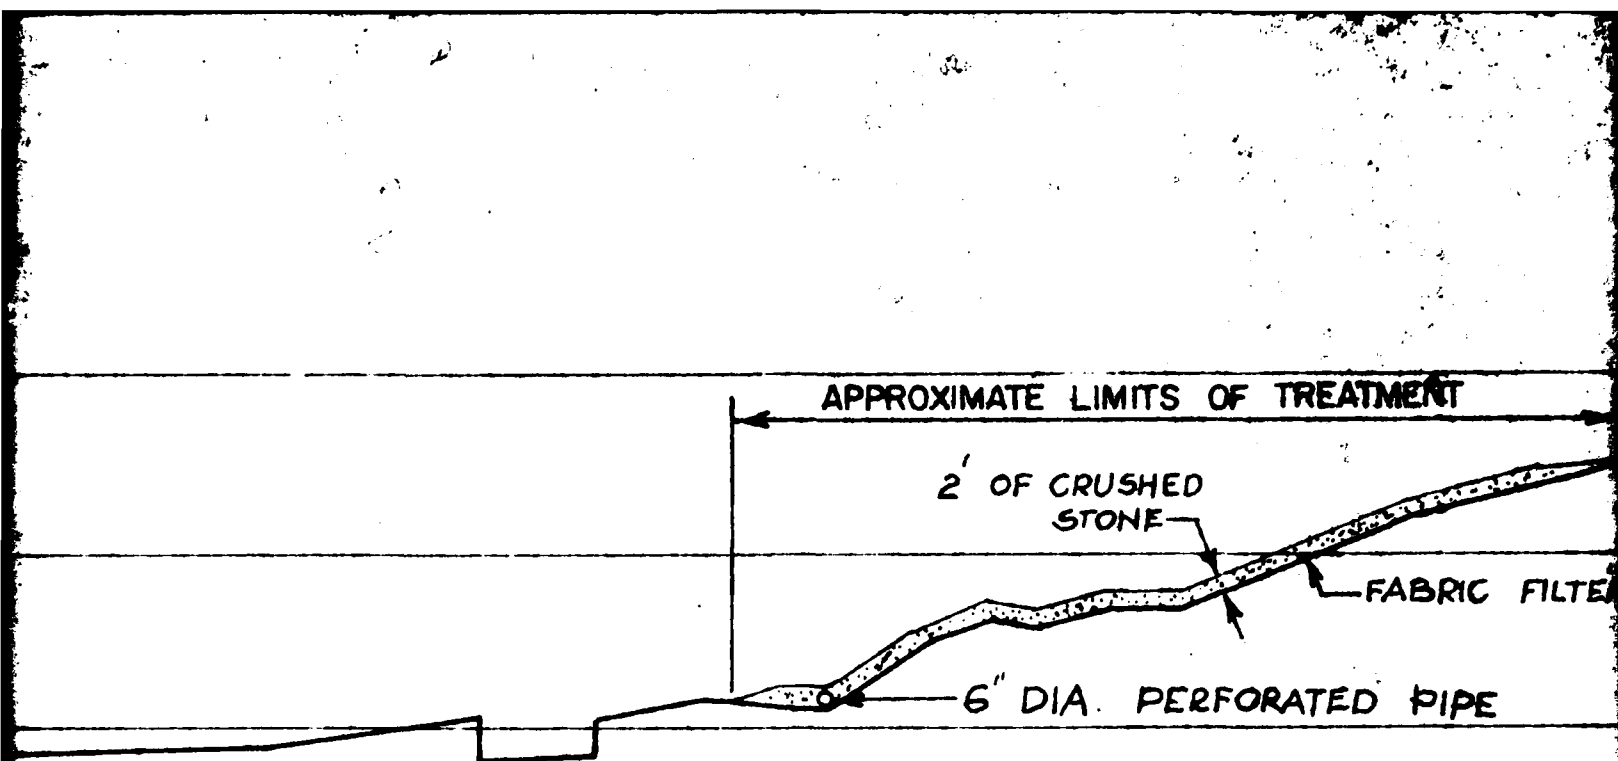 APPROXIMATE LIMITS OF TREATMENT
2' OF CRUSHED
STONE
FABRIC FILTE
6" DIA. PERFORATED PIPE